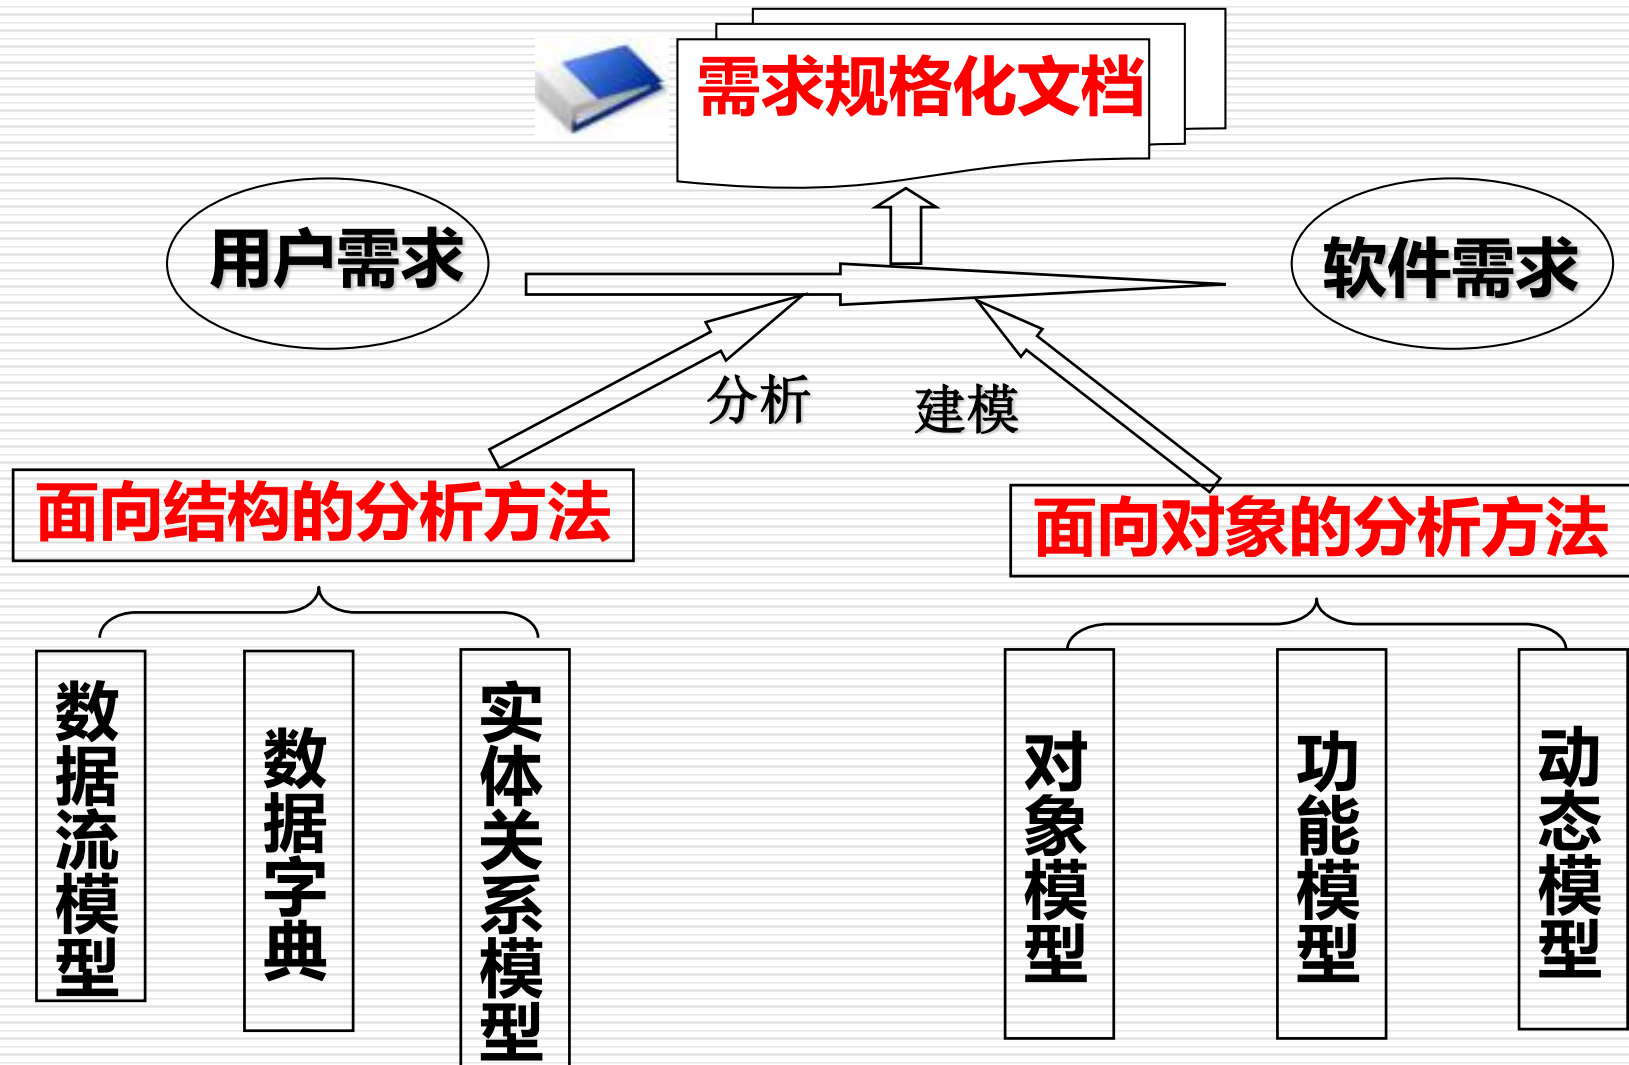 需求规格化文档
用户需求
软件需求
分析
建模
面向结构的分析方法
面向对象的分析方法
数据流模型
数据字典
实体关系模型
对象模型
功能模型
动态模型